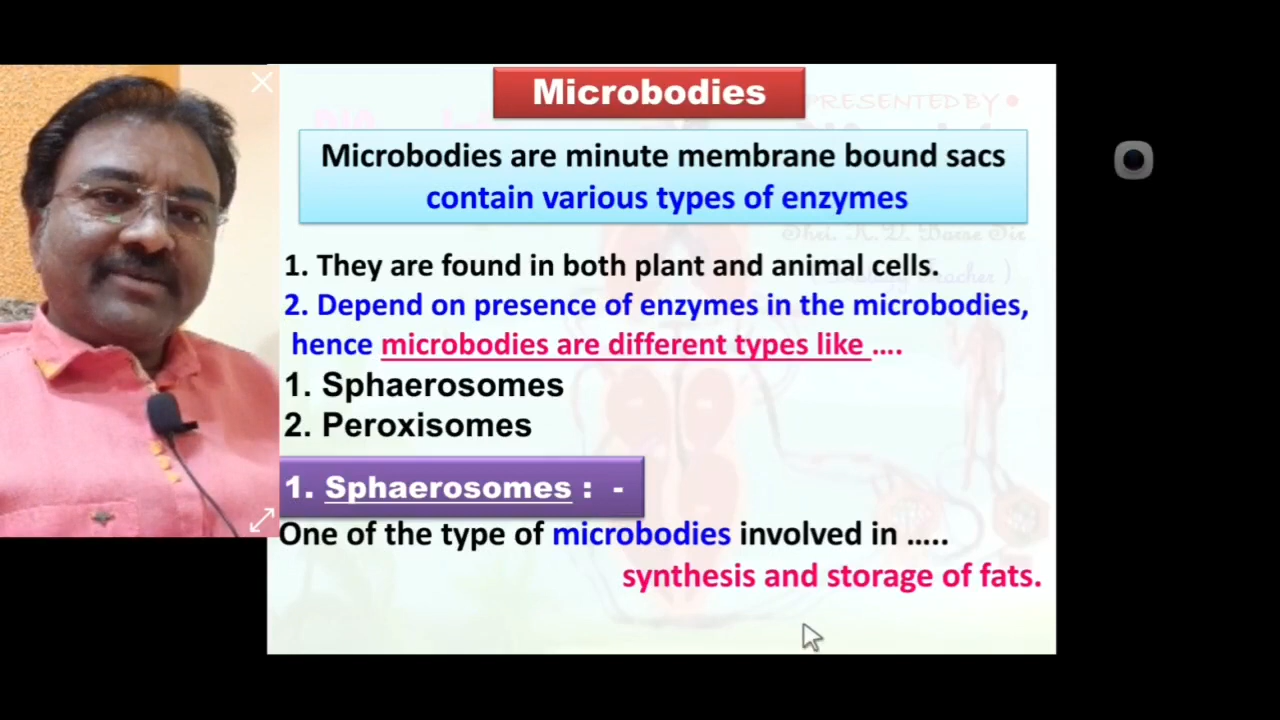 Microbodies
PRESENTED BY
Microbodies are minute membrane bound sacs
contain various types of enzymes
1. They are found in both plant and animal cells.
2. Depend on presence of enzymes in the microbodies,
hence microbodies are different types like ....
1. Sphaerosomes
2. Peroxisomes
1. Sphaerosomes : -
One of the type of microbodies involved in .....
synthesis and storage of fats.